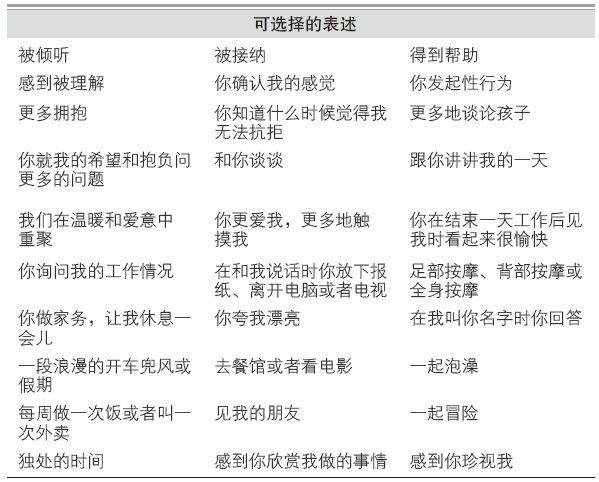 可选择的表述
被倾听 被接纳 得到帮助
感到被理解 你确认我的感觉 你发起性行为
更多拥抱 你知道什么时候觉得我 更多地谈论孩子
无法抗拒
你就我的希望和抱负问 和你谈谈 跟你讲讲我的一天
更多的问题
我们在温暖和爱意中 你更爱我，更多地触 你在结束一天工作后见
重聚 摸我 我时看起来很愉快
你询问我的工作情况 在和我说话时你放下报 足部按摩、背部按摩或
纸、离开电脑或者电视 全身按摩
你做家务，让我休息一 你夸我漂亮 在我叫你名字时你回答
会儿
一段浪漫的开车兜风或 去餐馆或者看电影 一起泡澡
假期
每周做一次饭或者叫一 见我的朋友 一起冒险
次外卖
独处的时间 感到你欣赏我做的事情 感到你珍视我